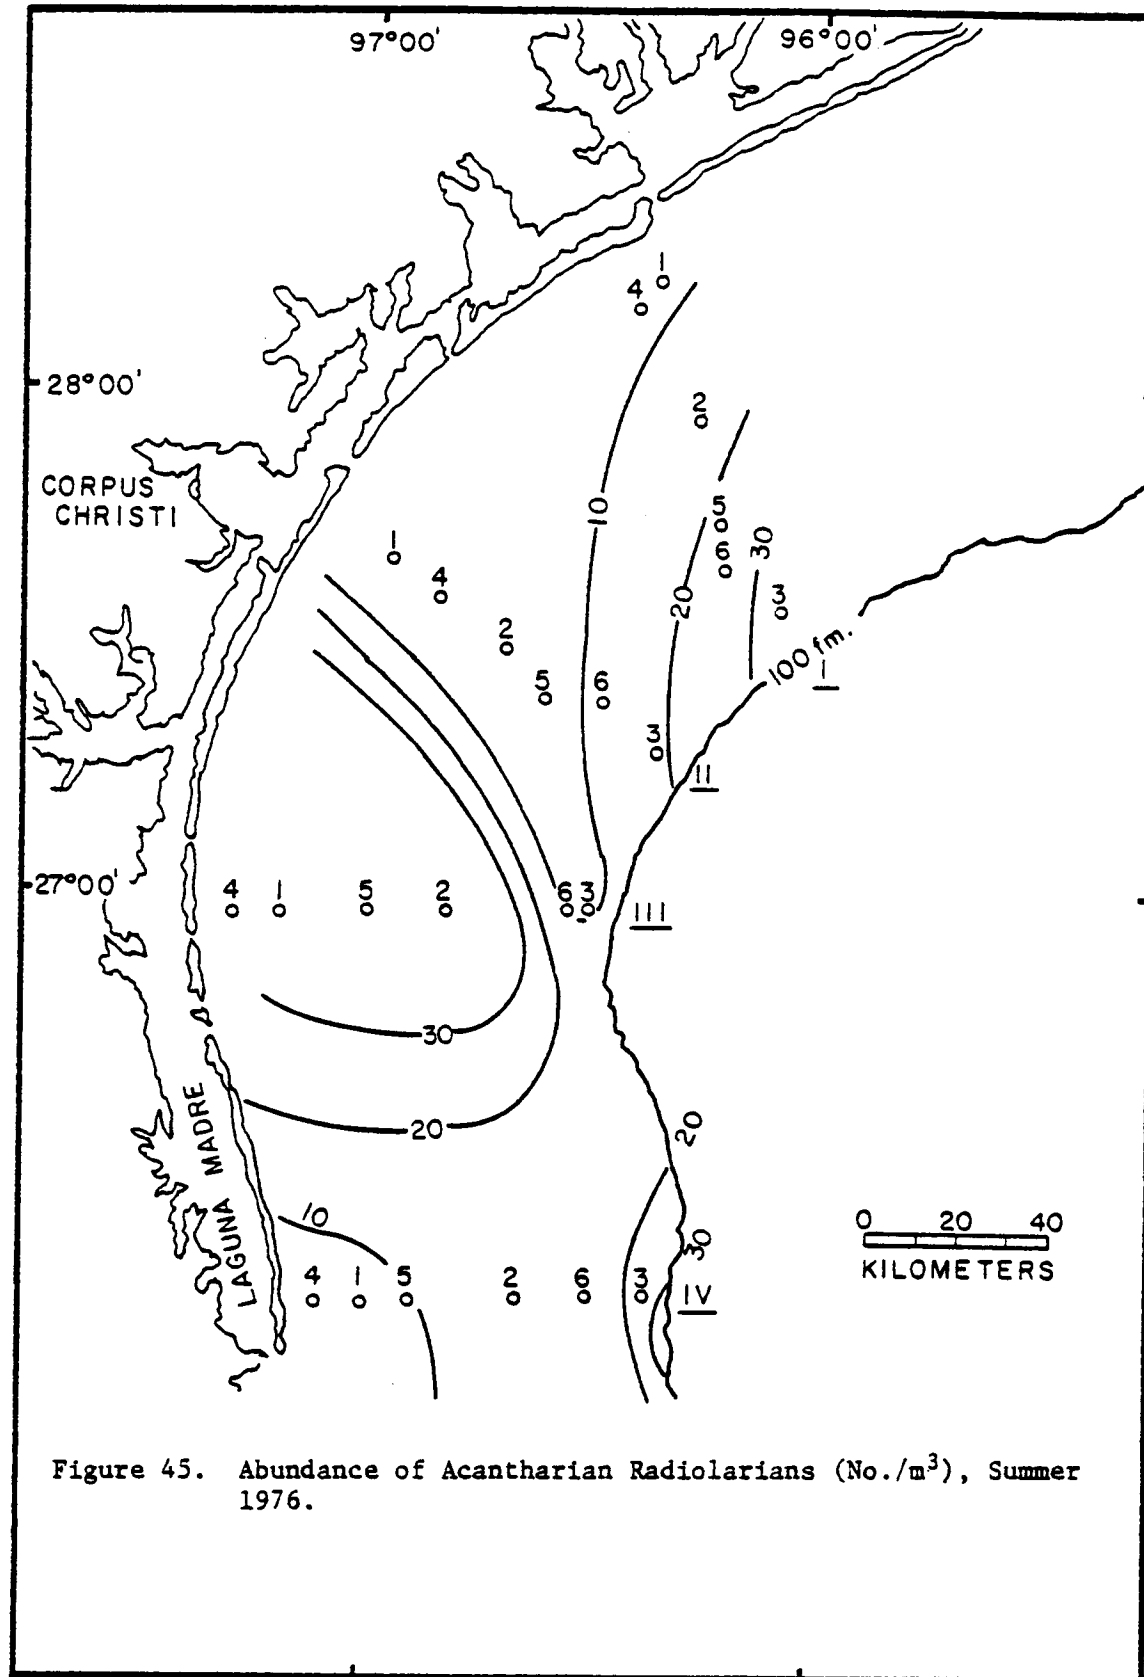 97°00' 96°00'
1
4
28°00'
2
CORPUS
CHRISTI
10
5
1
6 30
4
3
20
2
100 fm.
5 6
I
3
II
27°00'
4 1 5 2 6 3
III
30
LAGUNA MADRE
20
20
10
0 20 40
30
KILOMETERS
4 1 5 2 6 3
IV
Figure 45. Abundance of Acantharian Radiolarians (No./m³), Summer
1976.